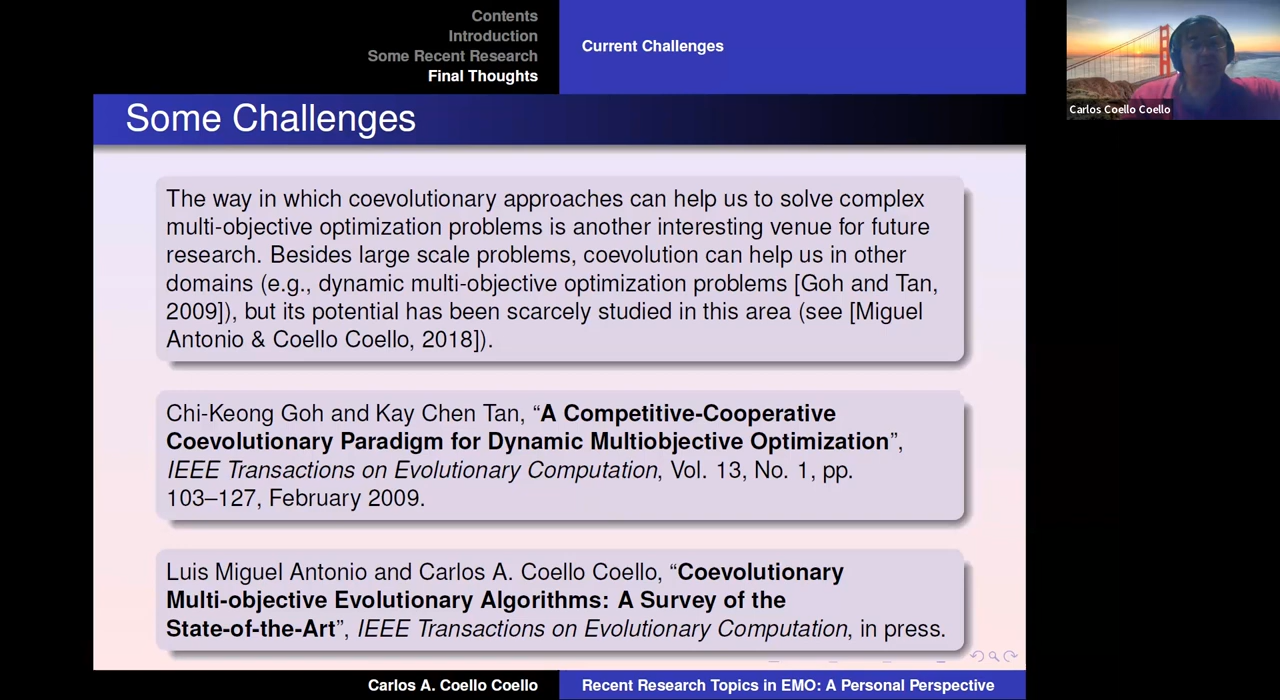 Contents
Introduction
Some Recent Research
Final Thoughts
Current Challenges
Carlos Coello Coello
Some Challenges
The way in which coevolutionary approaches can help us to solve complex
multi-objective optimization problems is another interesting venue for future
research. Besides large scale problems, coevolution can help us in other
domains (e.g., dynamic multi-objective optimization problems [Goh and Tan,
2009]), but its potential has been scarcely studied in this area (see [Miguel
Antonio & Coello Coello, 2018]).
Chi-Keong Goh and Kay Chen Tan, “A Competitive-Cooperative
Coevolutionary Paradigm for Dynamic Multiobjective Optimization”,
IEEE Transactions on Evolutionary Computation, Vol. 13, No. 1, pp.
103–127, February 2009.
Luis Miguel Antonio and Carlos A. Coello Coello, “Coevolutionary
Multi-objective Evolutionary Algorithms: A Survey of the
State-of-the-Art”, IEEE Transactions on Evolutionary Computation, in press.
Carlos A. Coello Coello
Recent Research Topics in EMO: A Personal Perspective